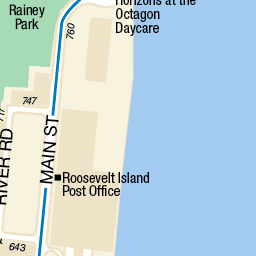 Rainey
Park
760
Horizons at the
Octagon
Daycare
747
RIVER RD
MAIN ST
Roosevelt Island
Post Office
643